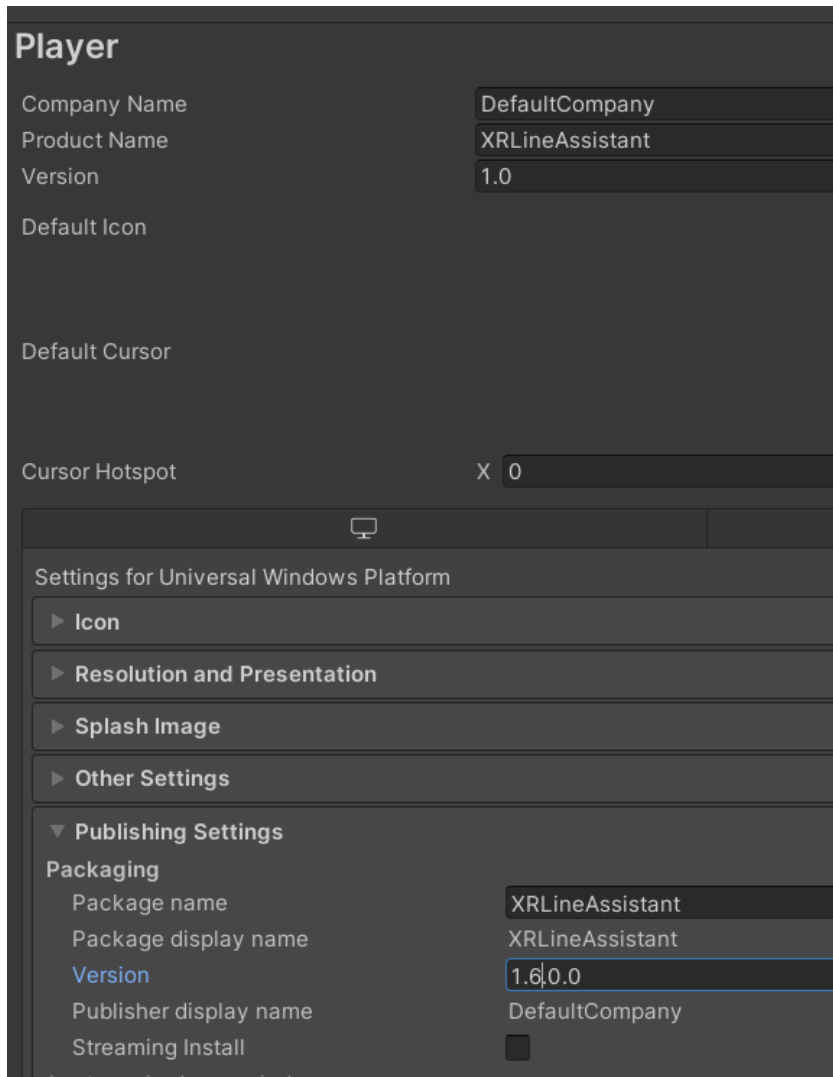 Player
Company Name DefaultCompany
Product Name XRLineAssistant
Version 1.0
Default Icon
Default Cursor
Cursor Hotspot X 0
Settings for Universal Windows Platform
Icon
Resolution and Presentation
Splash Image
Other Settings
Publishing Settings
Packaging
Package name XRLineAssistant
Package display name XRLineAssistant
Version 1.6.0.0
Publisher display name DefaultCompany
Streaming Install